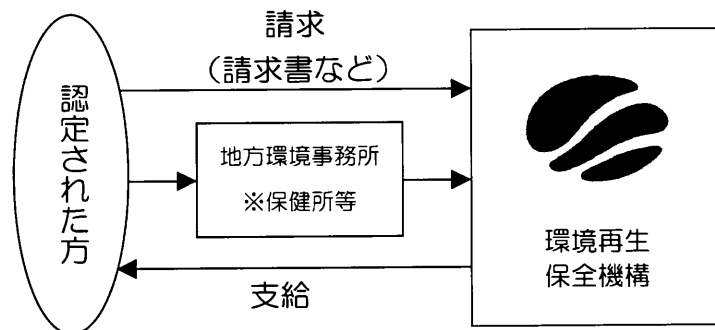 請求
（請求書など）
認定された方
地方環境事務所
※保健所等
環境再生
保全機構
支給